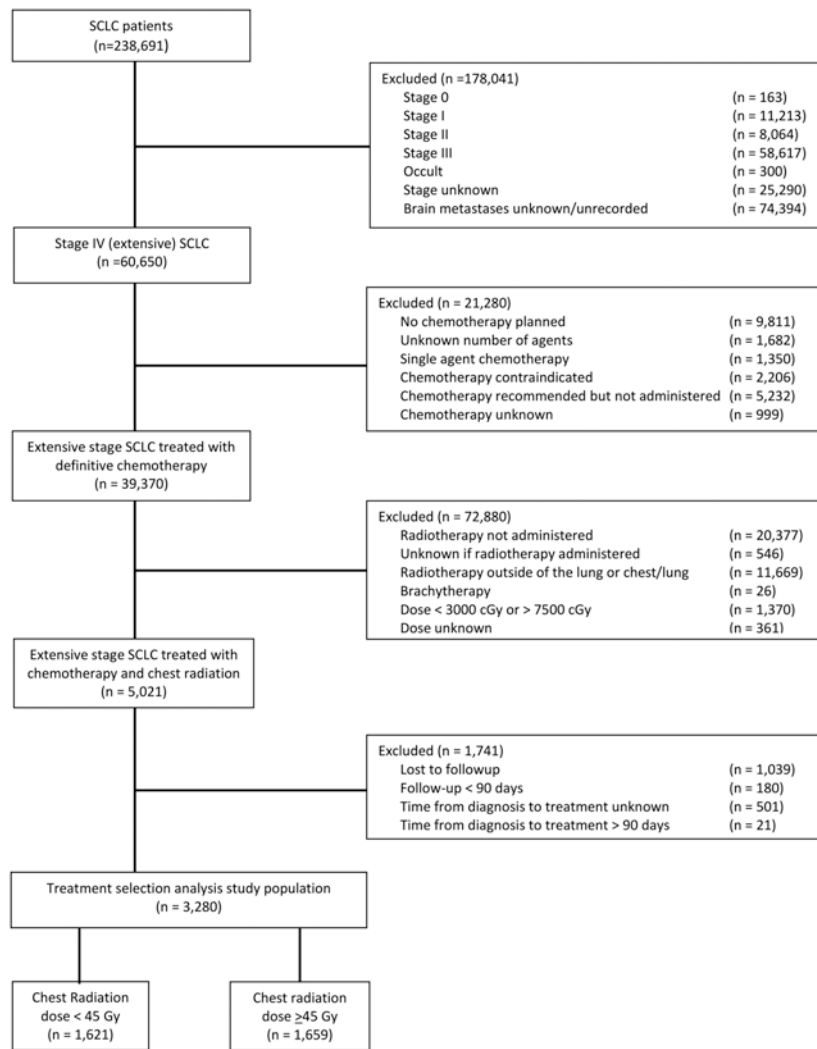 SCLC patients
(n=238,691)
Excluded (n =178,041)
Stage 0 (n = 163)
Stage I (n = 11,213)
Stage II (n = 8,064)
Stage III (n = 58,617)
Occult (n = 300)
Stage unknown (n = 25,290)
Brain metastases unknown/unrecorded (n = 74,394)
Stage IV (extensive) SCLC
(n =60,650)
Excluded (n = 21,280)
No chemotherapy planned (n = 9,811)
Unknown number of agents (n = 1,682)
Single agent chemotherapy (n = 1,350)
Chemotherapy contraindicated (n = 2,206)
Chemotherapy recommended but not administered (n = 5,232)
Chemotherapy unknown (n = 999)
Extensive stage SCLC treated with
definitive chemotherapy
(n = 39,370)
Excluded (n = 72,880)
Radiotherapy not administered (n = 20,377)
Unknown if radiotherapy administered (n = 546)
Radiotherapy outside of the lung or chest/lung (n = 11,669)
Brachytherapy (n = 26)
Dose < 3000 cGy or > 7500 cGy (n = 1,370)
Dose unknown (n = 361)
Extensive stage SCLC treated with
chemotherapy and chest radiation
(n = 5,021)
Excluded (n = 1,741)
Lost to followup (n = 1,039)
Follow-up < 90 days (n = 180)
Time from diagnosis to treatment unknown (n = 501)
Time from diagnosis to treatment > 90 days (n = 21)
Treatment selection analysis study population
(n = 3,280)
Chest Radiation
dose < 45 Gy
(n = 1,621)
Chest radiation
dose ≥45 Gy
(n = 1,659)